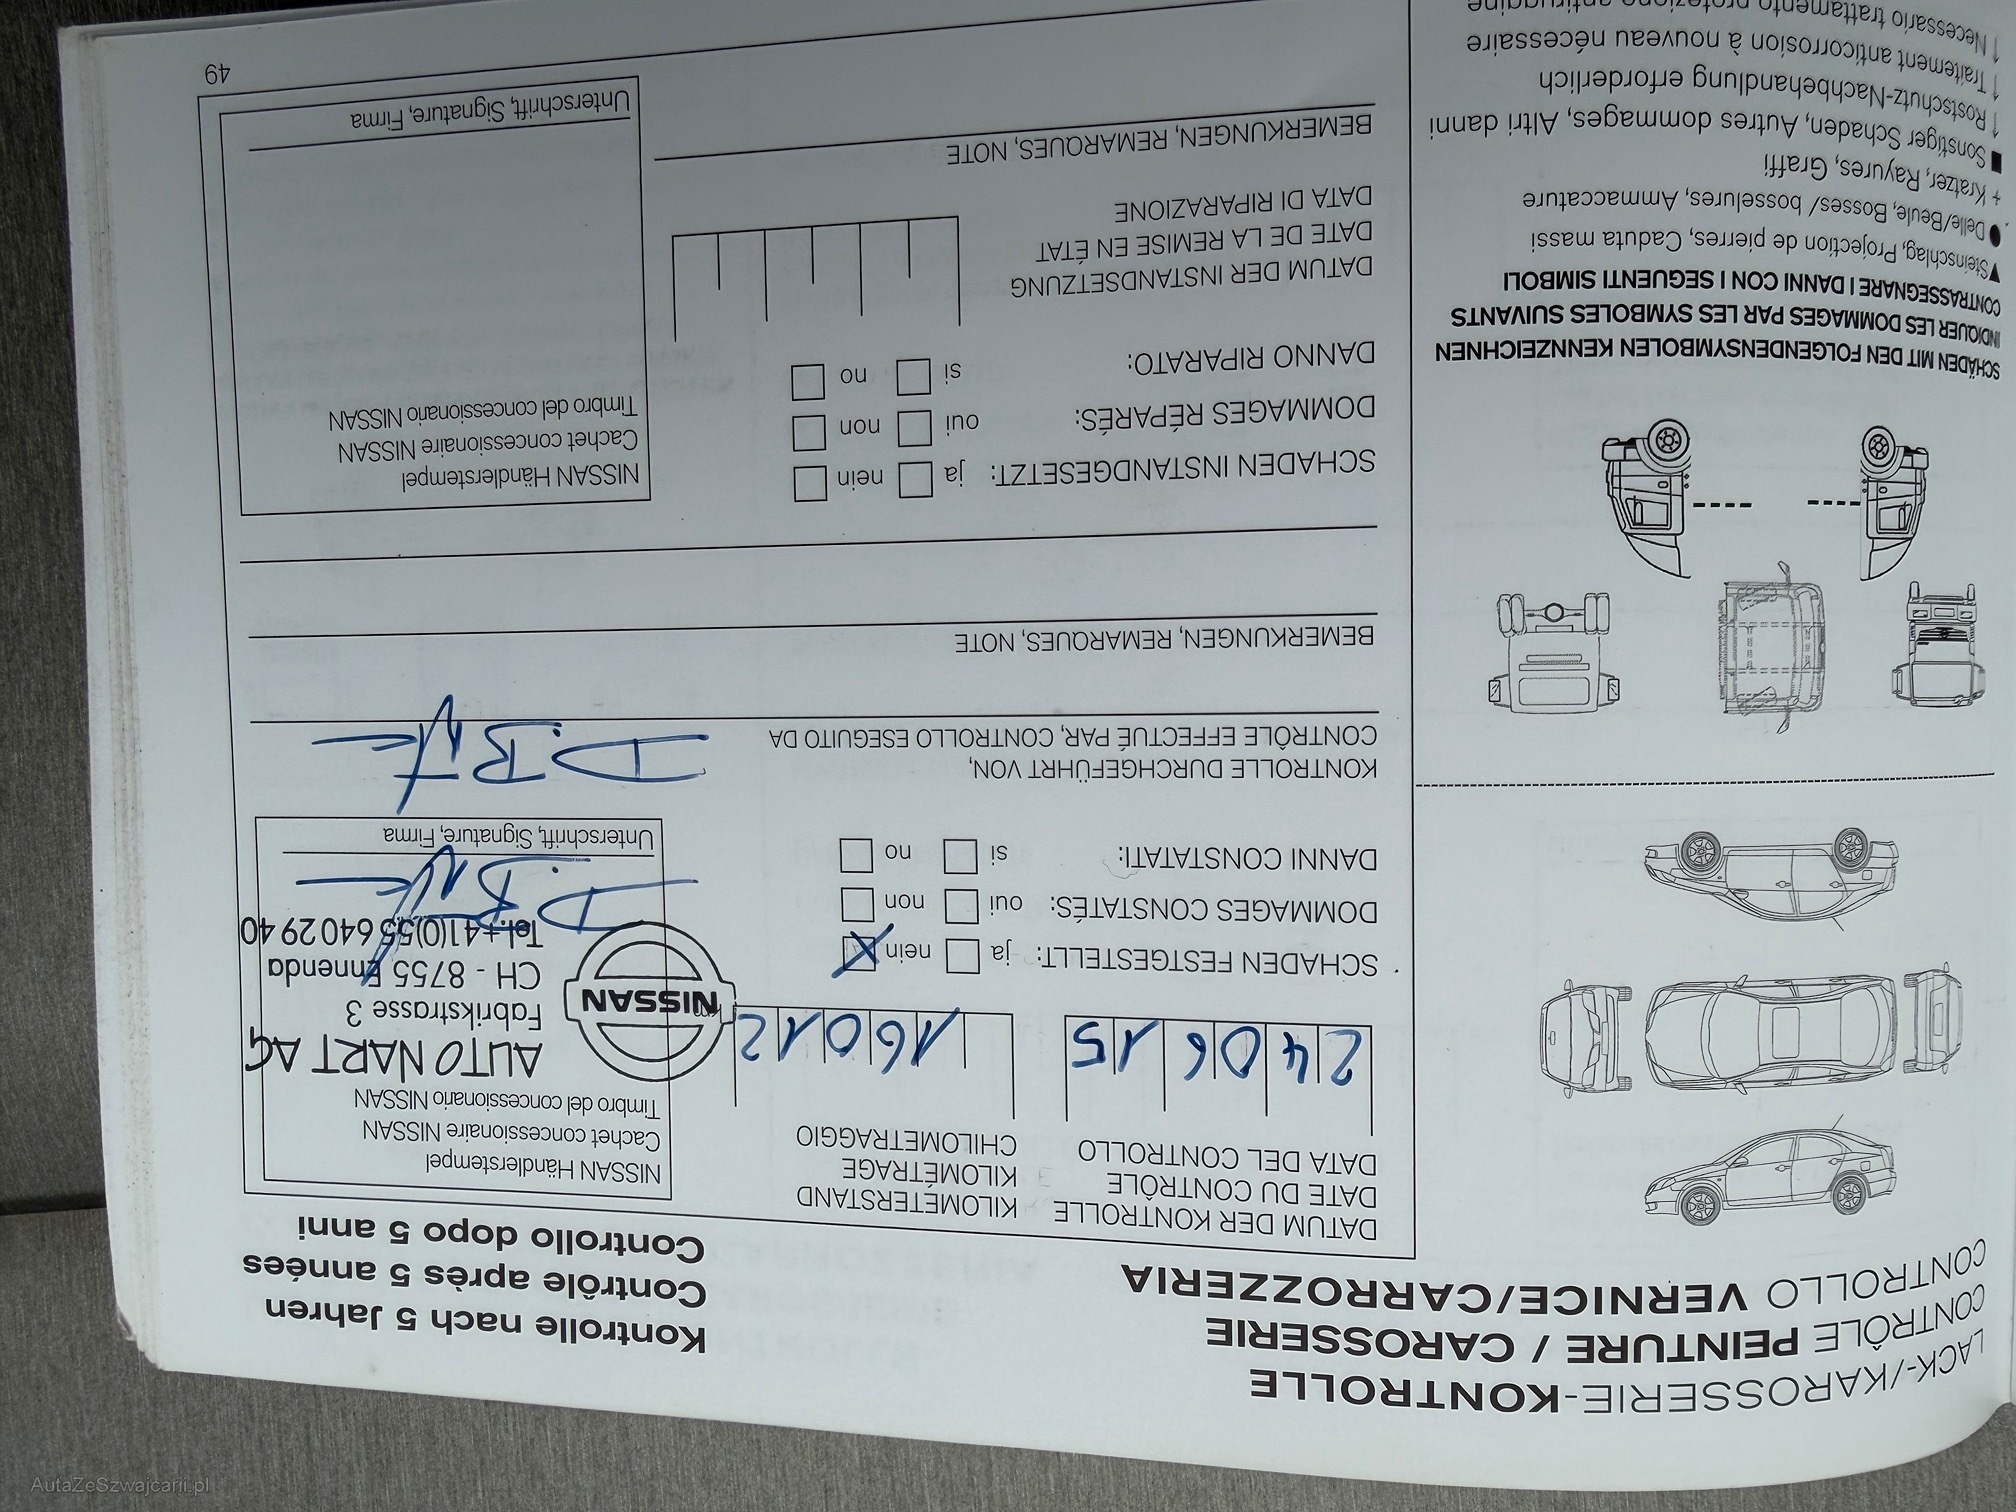 LACK-/KAROSSERIE-KONTROLLE
CONTRÔLE PEINTURE / CAROSSERIE
CONTROLLO VERNICE/CARROZZERIA
Kontrolle nach 5 Jahren
Contrôle après 5 années
Controllo dopo 5 anni
DATUM DER KONTROLLE
DATE DU CONTRÔLE
DATA DEL CONTROLLO
240615
KILOMETERSTAND
KILOMÉTRAGE
CHILOMETRAGGIO
16012
km
NISSAN Händlerstempel
Cachet concessionaire NISSAN
Timbro del concessionario NISSAN
NISSAN
AUTO NART AG
Fabrikstrasse 3
CH - 8755 Ennenda
Tel.+41(0)55 640 29 40
Unterschrift, Signature, Firma
SCHADEN FESTGESTELLT: ja nein X
DOMMAGES CONSTATÉS: oui non
DANNI CONSTATATI: si no
KONTROLLE DURCHGEFÜHRT VON,
CONTRÔLE EFFECTUÉ PAR, CONTROLLO ESEGUITO DA
BEMERKUNGEN, REMARQUES, NOTE
SCHADEN INSTANDGESETZT: ja nein
DOMMAGES RÉPARÉS: oui non
DANNO RIPARATO: si no
DATUM DER INSTANDSETZUNG
DATE DE LA REMISE EN ÉTAT
DATA DI RIPARAZIONE
BEMERKUNGEN, REMARQUES, NOTE
NISSAN Händlerstempel
Cachet concessionaire NISSAN
Timbro del concessionario NISSAN
Unterschrift, Signature, Firma
SCHÄDEN MIT DEN FOLGENDENSYMBOLEN KENNZEICHNEN
INDIQUER LES DOMMAGES PAR LES SYMBOLES SUIVANTS
CONTRASSEGNARE I DANNI CON I SEGUENTI SIMBOLI
▼ Steinschlag, Projection de pierres, Caduta massi
● Delle/Beule, Bosses/ bosselures, Ammaccature
+ Kratzer, Rayures, Graffi
■ Sonstiger Schaden, Autres dommages, Altri danni
↑ Rostschutz-Nachbehandlung erforderlich
↑ Traitement anticorrosion à nouveau nécessaire
↑ Necessario trattamento protezione antiruggine
49
AutaZeSzwajcarii.pl